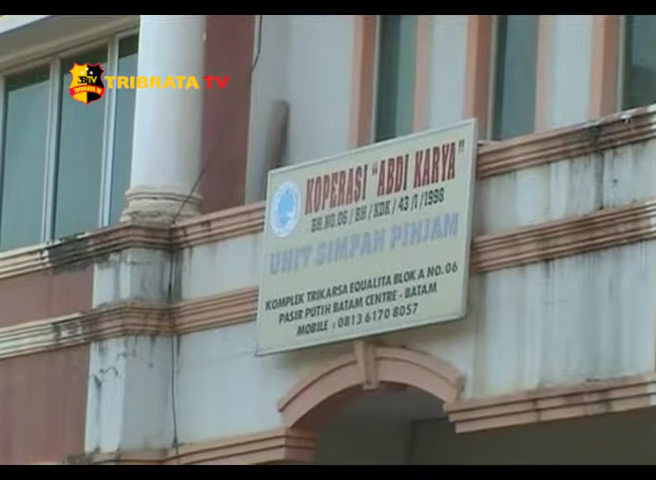 TRIBRATA TV
KOPERASI "ABDI KARYA"
BH.NO.06 / BH / KDK / 43 /I /1998
UNIT SIMPAN PINJAM
KOMPLEK TRIKARSA EQUALITA BLOK A NO. 06
PASIR PUTIH BATAM CENTRE - BATAM
MOBILE : 0813 6170 8057